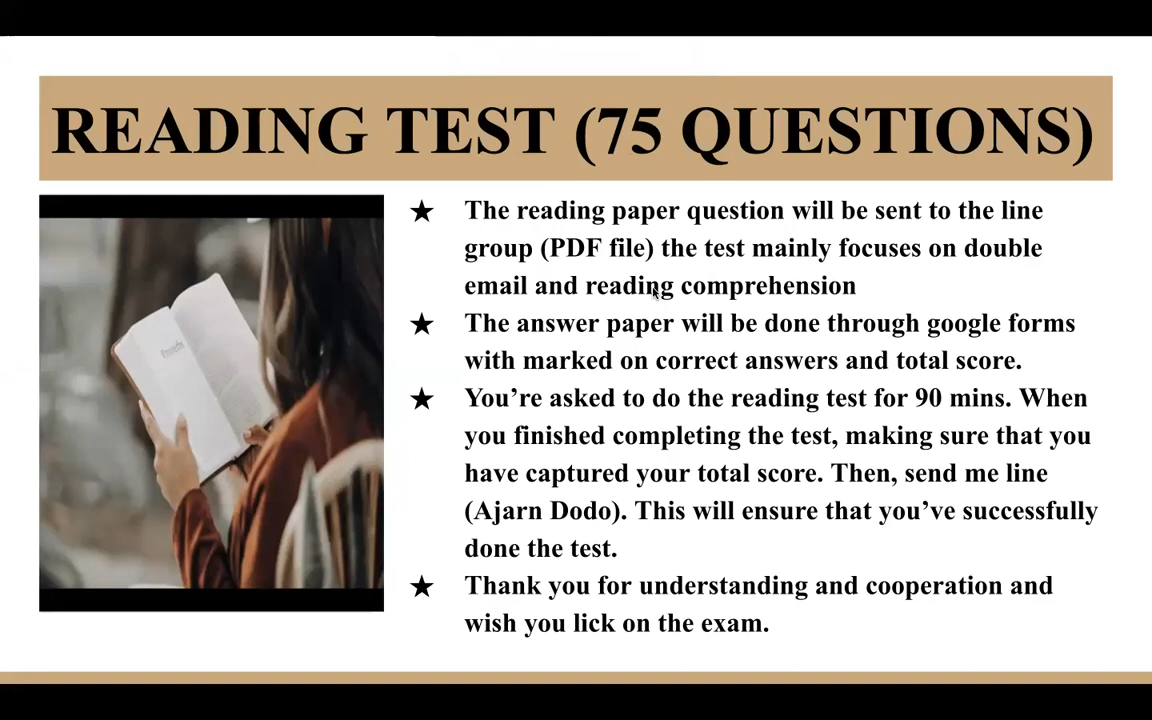 READING TEST (75 QUESTIONS)
★ The reading paper question will be sent to the line
group (PDF file) the test mainly focuses on double
email and reading comprehension
★ The answer paper will be done through google forms
with marked on correct answers and total score.
★ You’re asked to do the reading test for 90 mins. When
you finished completing the test, making sure that you
have captured your total score. Then, send me line
(Ajarn Dodo). This will ensure that you’ve successfully
done the test.
★ Thank you for understanding and cooperation and
wish you lick on the exam.